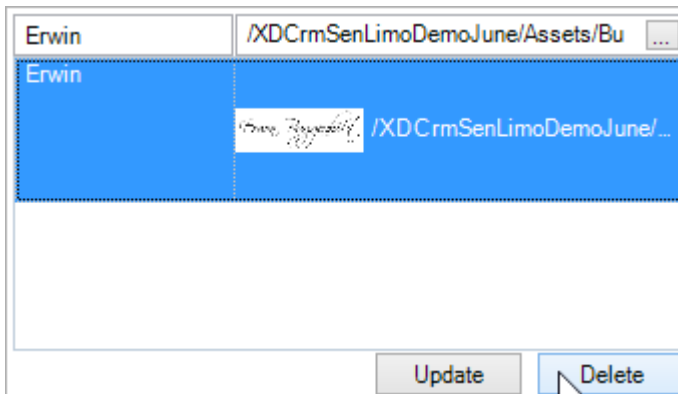 Erwin /XDCrmSenLimoDemoJune/Assets/Bu ...
Erwin
/XDCrmSenLimoDemoJune/...
Update Delete